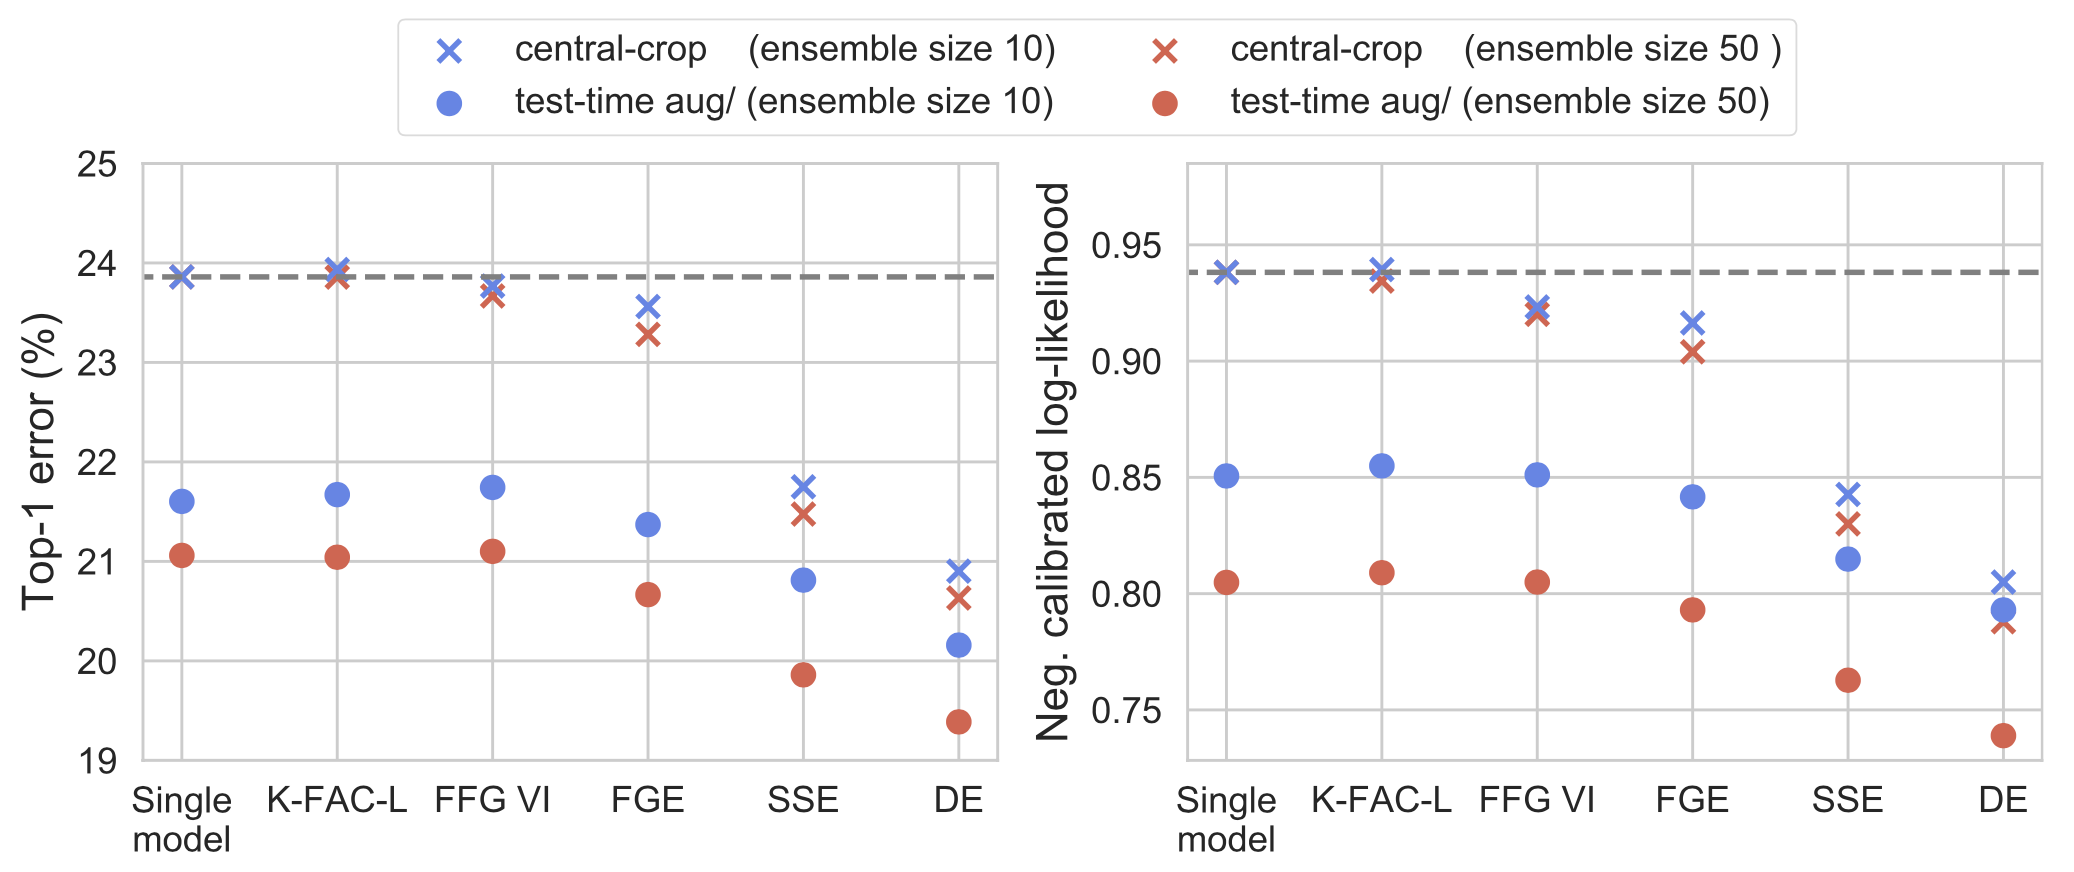 central-crop (ensemble size 10)
central-crop (ensemble size 50 )
test-time aug/ (ensemble size 10)
test-time aug/ (ensemble size 50)
Top-1 error (%)
25
24
23
22
21
20
19
Single model
K-FAC-L
FFG VI
FGE
SSE
DE
Neg. calibrated log-likelihood
0.95
0.90
0.85
0.80
0.75
Single model
K-FAC-L
FFG VI
FGE
SSE
DE